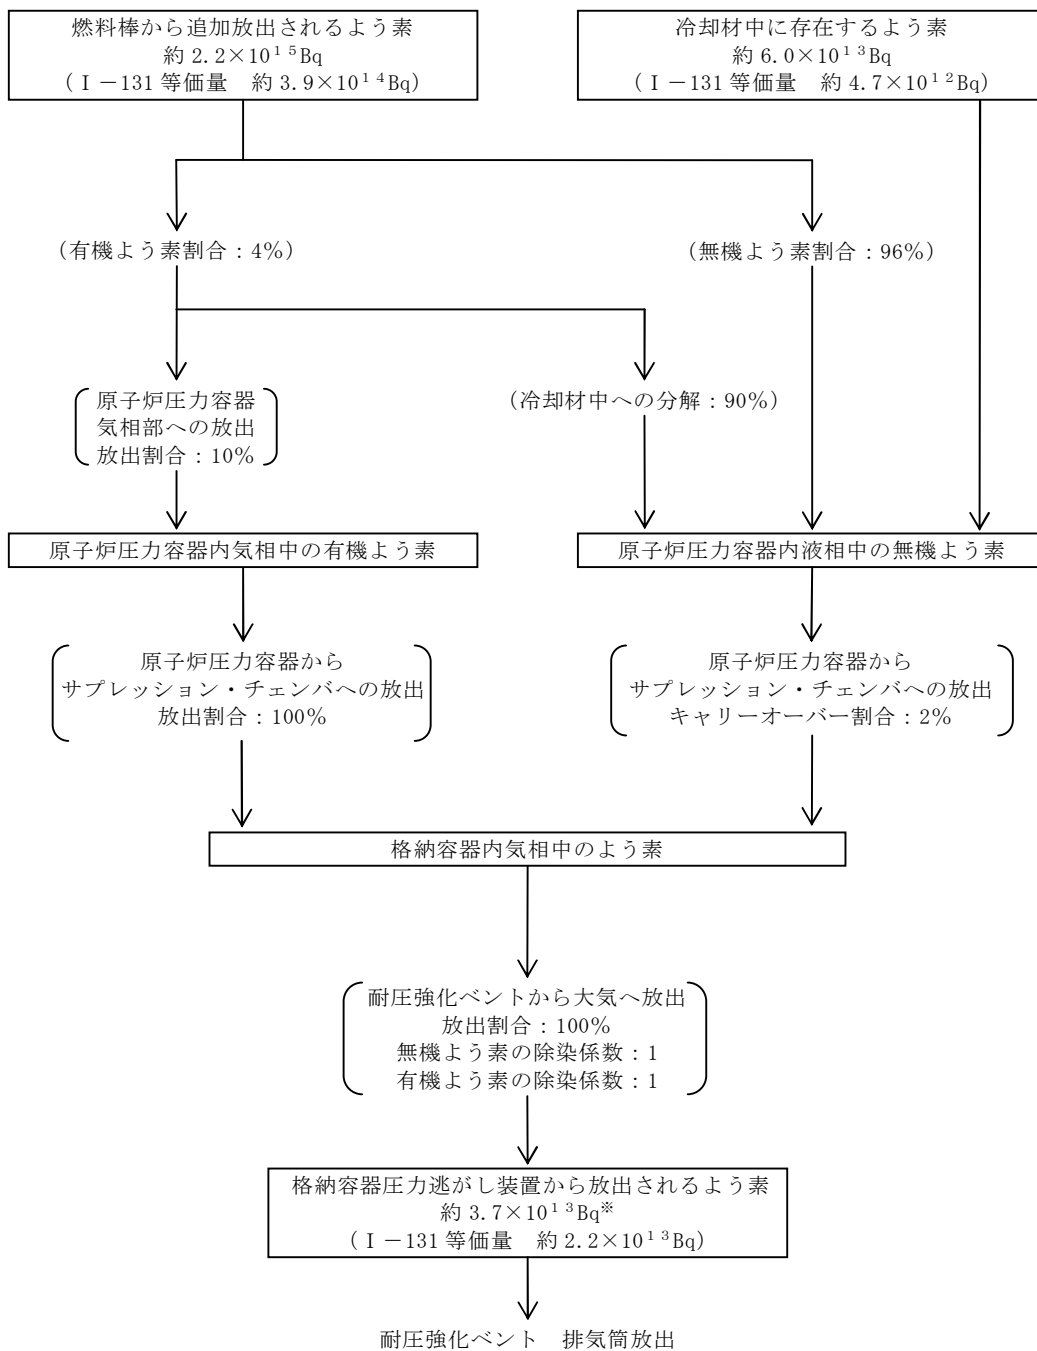 燃料棒から追加放出されるよう素
約 2.2×10¹⁵Bq
(Ⅰ－131 等価量　約 3.9×10¹⁴Bq)
冷却材中に存在するよう素
約 6.0×10¹³Bq
(Ⅰ－131 等価量　約 4.7×10¹²Bq)
(有機よう素割合：4%)
(無機よう素割合：96%)
原子炉圧力容器
気相部への放出
放出割合：10%
(冷却材中への分解：90%)
原子炉圧力容器内気相中の有機よう素
原子炉圧力容器内液相中の無機よう素
原子炉圧力容器から
サプレッション・チェンバへの放出
放出割合：100%
原子炉圧力容器から
サプレッション・チェンバへの放出
キャリーオーバー割合：2%
格納容器内気相中のよう素
耐圧強化ベントから大気へ放出
放出割合：100%
無機よう素の除染係数：1
有機よう素の除染係数：1
格納容器圧力逃がし装置から放出されるよう素
約 3.7×10¹³Bq※
(Ⅰ－131 等価量　約 2.2×10¹³Bq)
耐圧強化ベント　排気筒放出